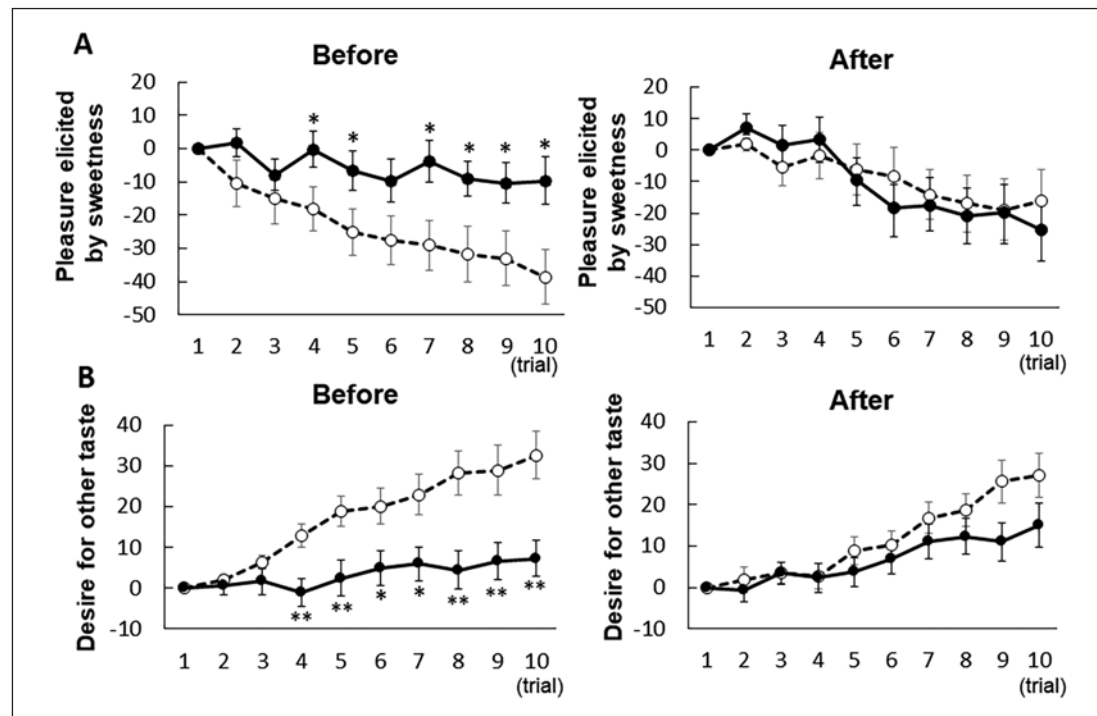 A
Before
After
Pleasure elicited
by sweetness
20
10
0
-10
-20
-30
-40
-50
* * * * * *
1 2 3 4 5 6 7 8 9 10
(trial)
Pleasure elicited
by sweetness
20
10
0
-10
-20
-30
-40
-50
1 2 3 4 5 6 7 8 9 10
(trial)
B
Before
After
Desire for other taste
40
30
20
10
0
-10
** ** * * ** ** **
1 2 3 4 5 6 7 8 9 10
(trial)
Desire for other taste
40
30
20
10
0
-10
1 2 3 4 5 6 7 8 9 10
(trial)